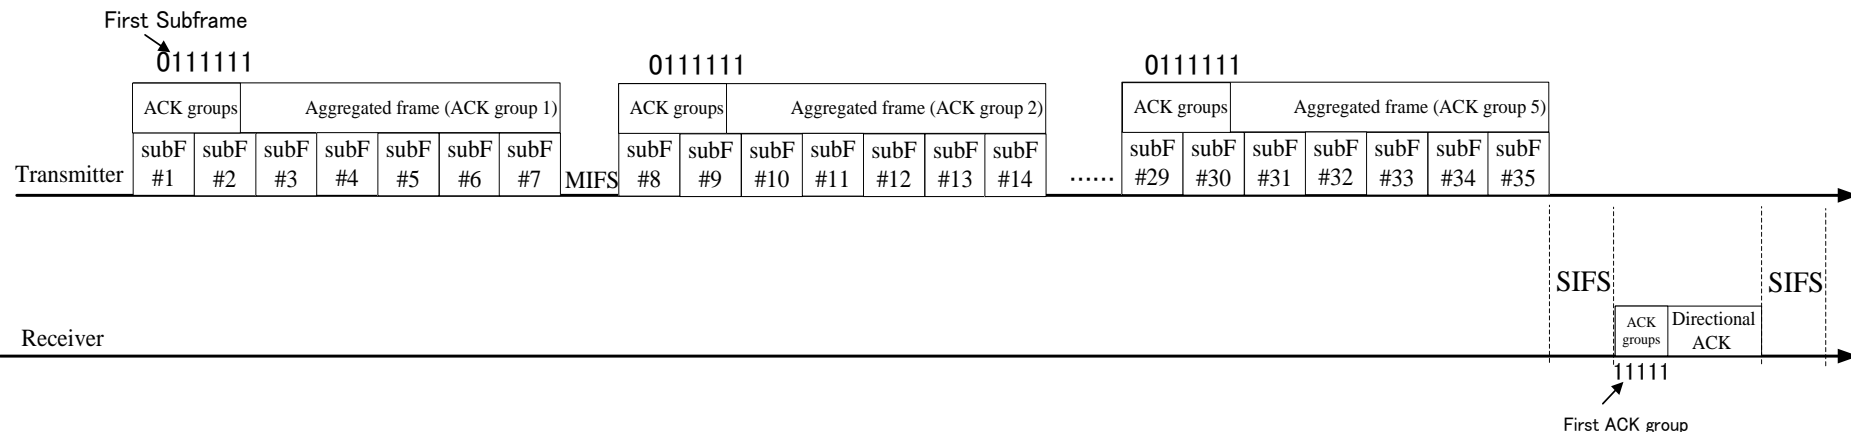 First Subframe
0111111
0111111
0111111
ACK groups
Aggregated frame (ACK group 1)
ACK groups
Aggregated frame (ACK group 2)
ACK groups
Aggregated frame (ACK group 5)
Transmitter
subF #1
subF #2
subF #3
subF #4
subF #5
subF #6
subF #7
MIFS
subF #8
subF #9
subF #10
subF #11
subF #12
subF #13
subF #14
......
subF #29
subF #30
subF #31
subF #32
subF #33
subF #34
subF #35
SIFS
SIFS
Receiver
ACK groups
Directional ACK
11111
First ACK group